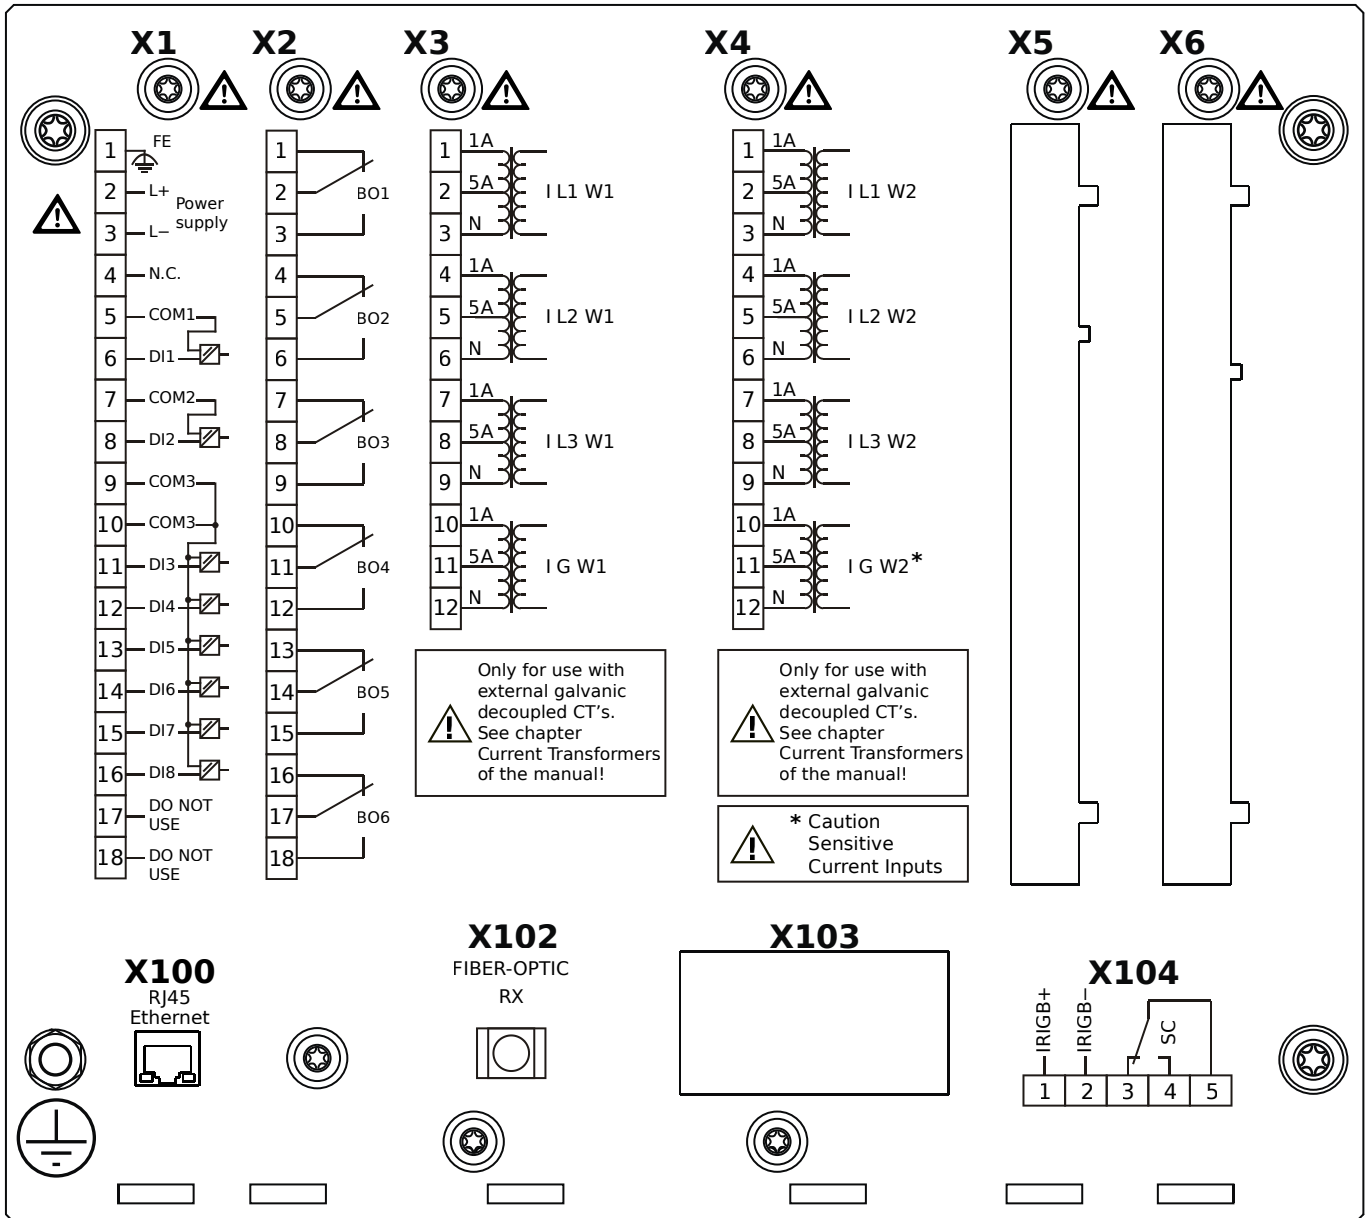 X1 X2 X3 X4 X5 X6
1 FE
2 L+
Power
supply
3 L−
4 N.C.
5 COM1
6 DI1
7 COM2
8 DI2
9 COM3
10 COM3
11 DI3
12 DI4
13 DI5
14 DI6
15 DI7
16 DI8
17 DO NOT
USE
18 DO NOT
USE
1
2 BO1
3
4
5 BO2
6
7
8 BO3
9
10
11 BO4
12
13
14 BO5
15
16
17 BO6
18
1 1A
2 5A I L1 W1
3 N
4 1A
5 5A I L2 W1
6 N
7 1A
8 5A I L3 W1
9 N
10 1A
11 5A I G W1
12 N
Only for use with
external galvanic
decoupled CT's.
See chapter
Current Transformers
of the manual!
1 1A
2 5A I L1 W2
3 N
4 1A
5 5A I L2 W2
6 N
7 1A
8 5A I L3 W2
9 N
10 1A
11 5A I G W2*
12 N
Only for use with
external galvanic
decoupled CT's.
See chapter
Current Transformers
of the manual!
* Caution
Sensitive
Current Inputs
X100
RJ45
Ethernet
X102
FIBER-OPTIC
RX
X103
X104
IRIGB+
IRIGB−
SC
1 2 3 4 5